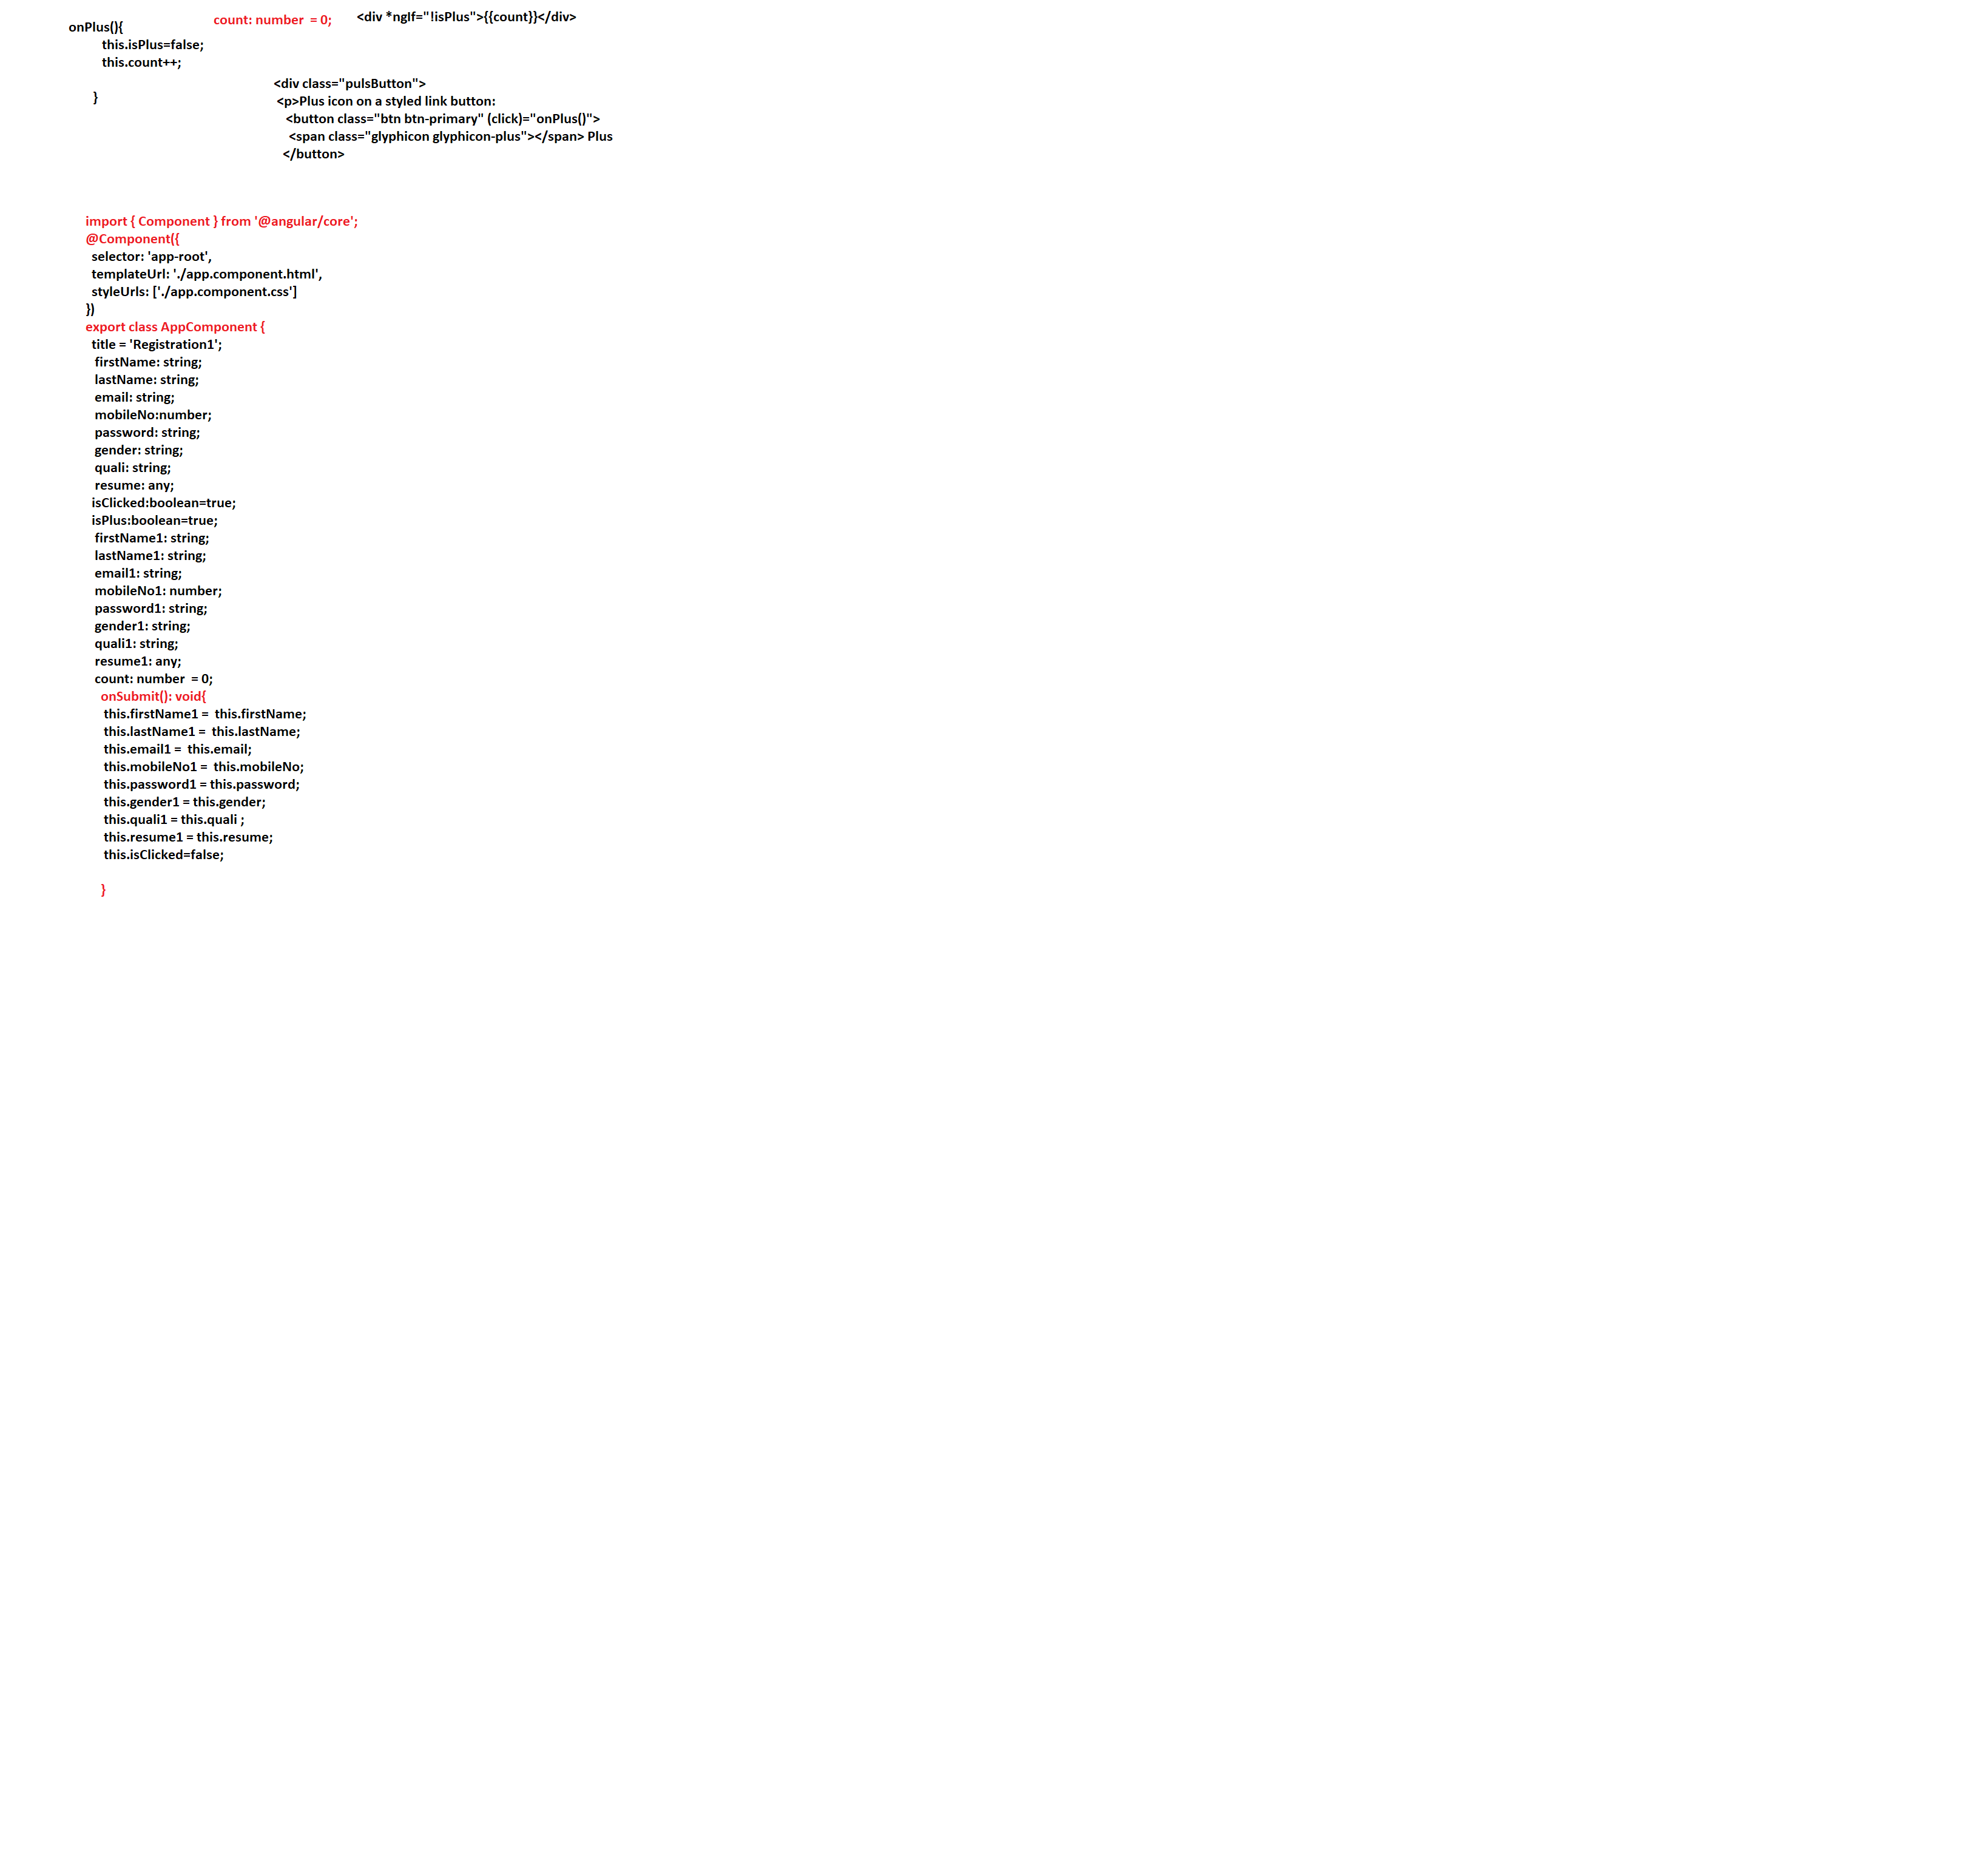 onPlus(){
this.isPlus=false;
this.count++;
}
count: number  = 0;
<div *ngIf="!isPlus">{{count}}</div>
<div class="pulsButton">
<p>Plus icon on a styled link button:
<button class="btn btn-primary" (click)="onPlus()">
<span class="glyphicon glyphicon-plus"></span> Plus
</button>
import { Component } from '@angular/core';
@Component({
selector: 'app-root',
templateUrl: './app.component.html',
styleUrls: ['./app.component.css']
})
export class AppComponent {
title = 'Registration1';
firstName: string;
lastName: string;
email: string;
mobileNo:number;
password: string;
gender: string;
quali: string;
resume: any;
isClicked:boolean=true;
isPlus:boolean=true;
firstName1: string;
lastName1: string;
email1: string;
mobileNo1: number;
password1: string;
gender1: string;
quali1: string;
resume1: any;
count: number  = 0;
onSubmit(): void{
this.firstName1 =  this.firstName;
this.lastName1 =  this.lastName;
this.email1 =  this.email;
this.mobileNo1 =  this.mobileNo;
this.password1 = this.password;
this.gender1 = this.gender;
this.quali1 = this.quali ;
this.resume1 = this.resume;
this.isClicked=false;
}